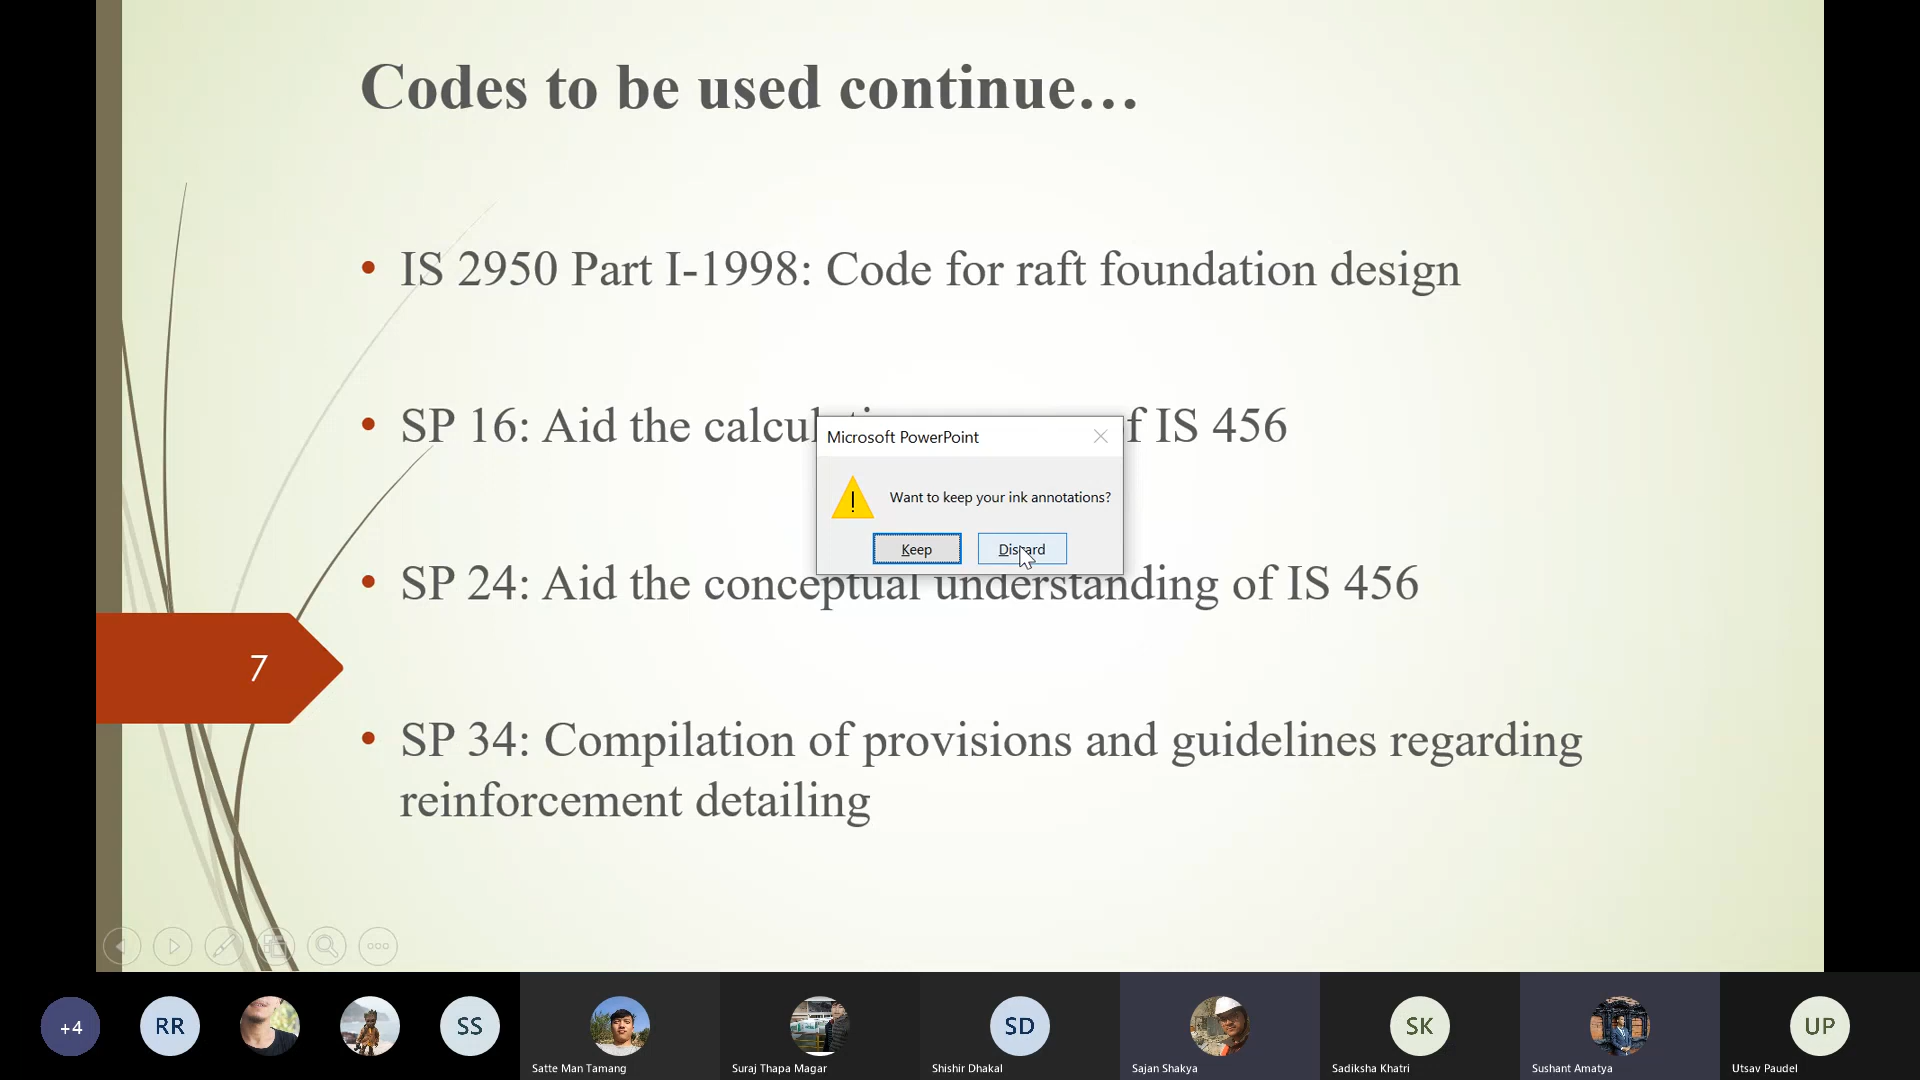 Codes to be used continue…
• IS 2950 Part I-1998: Code for raft foundation design
• SP 16: Aid the calcul f IS 456
Microsoft PowerPoint
Want to keep your ink annotations?
Keep
Discard
• SP 24: Aid the conceptual understanding of IS 456
7
• SP 34: Compilation of provisions and guidelines regarding
reinforcement detailing
+4
RR
SS
SD
SK
UP
Satte Man Tamang
Suraj Thapa Magar
Shishir Dhakal
Sajan Shakya
Sadiksha Khatri
Sushant Amatya
Utsav Paudel